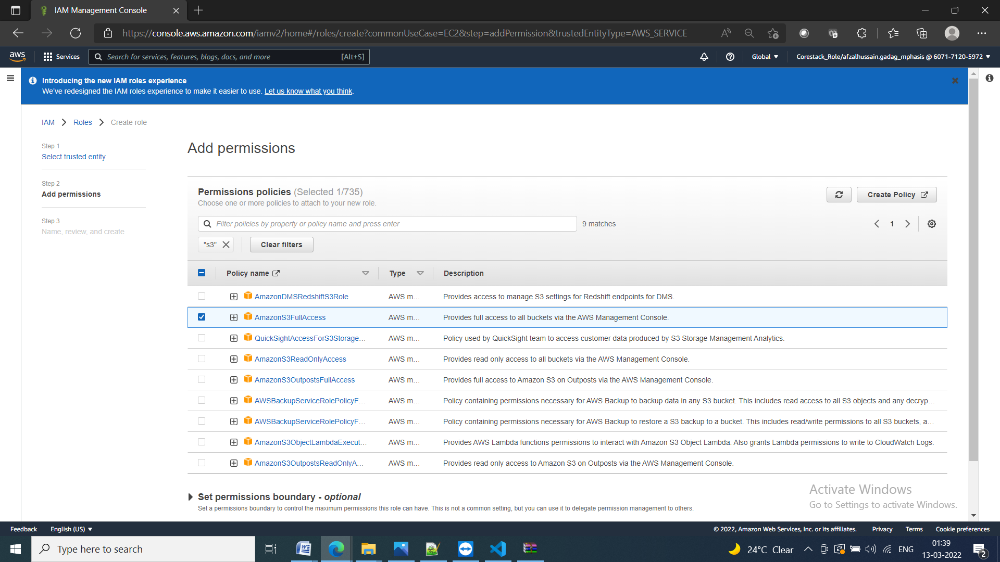 IAM Management Console
https://console.aws.amazon.com/iamv2/home#/roles/create?commonUseCase=EC2&step=addPermission&trustedEntityType=AWS_SERVICE
aws
Services
Search for services, features, blogs, docs, and more
[Alt+S]
Global
Corestack_Role/afzalhussain.gadag_mphasis @ 6071-7120-5972
Introducing the new IAM roles experience
We've redesigned the IAM roles experience to make it easier to use. Let us know what you think.
IAM
Roles
Create role
Step 1
Select trusted entity
Step 2
Add permissions
Step 3
Name, review, and create
Add permissions
Permissions policies (Selected 1/735)
Choose one or more policies to attach to your new role.
Create Policy
Filter policies by property or policy name and press enter
9 matches
1
"s3"
Clear filters
Policy name
Type
Description
AmazonDMSRedshiftS3Role AWS m... Provides access to manage S3 settings for Redshift endpoints for DMS.
AmazonS3FullAccess AWS m... Provides full access to all buckets via the AWS Management Console.
QuickSightAccessForS3Storage... AWS m... Policy used by QuickSight team to access customer data produced by S3 Storage Management Analytics.
AmazonS3ReadOnlyAccess AWS m... Provides read only access to all buckets via the AWS Management Console.
AmazonS3OutpostsFullAccess AWS m... Provides full access to Amazon S3 on Outposts via the AWS Management Console.
AWSBackupServiceRolePolicyF... AWS m... Policy containing permissions necessary for AWS Backup to backup data in any S3 bucket. This includes read access to all S3 objects and any decryp...
AWSBackupServiceRolePolicyF... AWS m... Policy containing permissions necessary for AWS Backup to restore a S3 backup to a bucket. This includes read/write permissions to all S3 buckets, a...
AmazonS3ObjectLambdaExecut... AWS m... Provides AWS Lambda functions permissions to interact with Amazon S3 Object Lambda. Also grants Lambda permissions to write to CloudWatch Logs.
AmazonS3OutpostsReadOnlyA... AWS m... Provides read only access to Amazon S3 on Outposts via the AWS Management Console.
Set permissions boundary - optional
Set a permissions boundary to control the maximum permissions this role can have. This is not a common setting, but you can use it to delegate permission management to others.
Activate Windows
Go to Settings to activate Windows.
Feedback
English (US)
© 2022, Amazon Web Services, Inc. or its affiliates.
Privacy
Terms
Cookie preferences
Type here to search
24°C Clear
ENG
01:39
13-03-2022
2